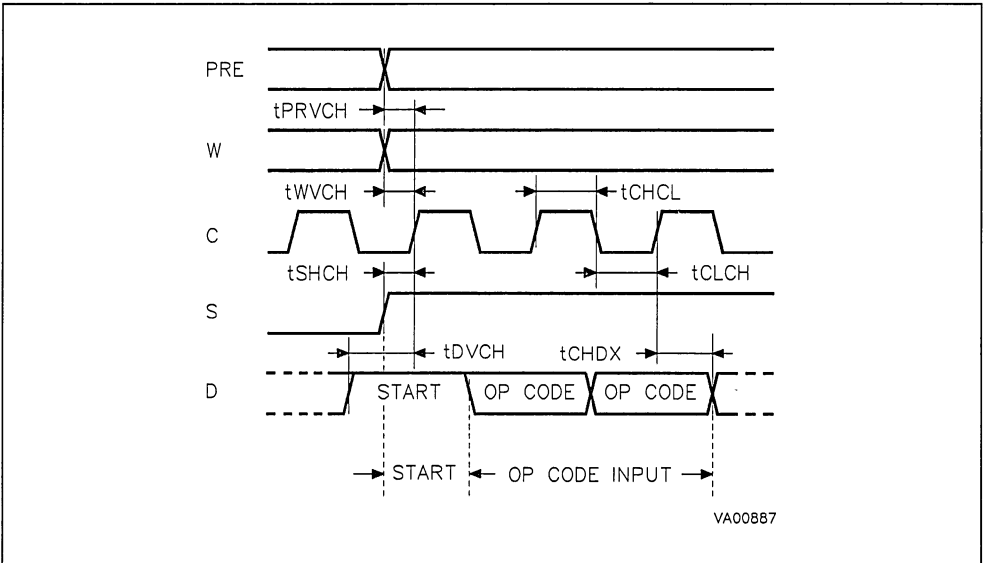 PRE
tPRVCH
W
tWVCH
tCHCL
C
tSHCH
tCLCH
S
tDVCH
tCHDX
D
START
OP CODE
OP CODE
START
OP CODE INPUT
VA00887